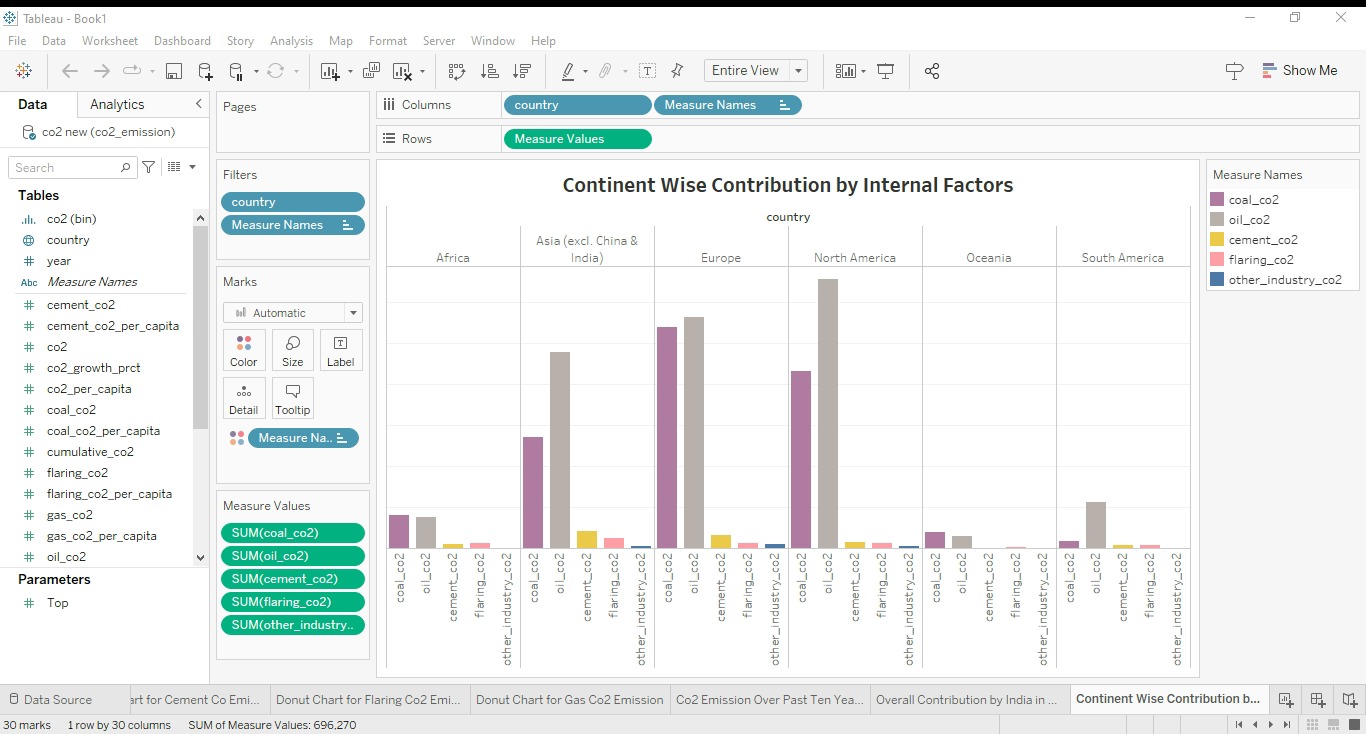 Tableau - Book1
File Data Worksheet Dashboard Story Analysis Map Format Server Window Help
Entire View
Show Me
Data Analytics
co2 new (co2_emission)
Search
Tables
co2 (bin)
country
year
Abc Measure Names
cement_co2
cement_co2_per_capita
co2
co2_growth_prct
co2_per_capita
coal_co2
coal_co2_per_capita
cumulative_co2
flaring_co2
flaring_co2_per_capita
gas_co2
gas_co2_per_capita
oil_co2
Parameters
Top
Pages
Filters
country
Measure Names
Marks
Automatic
Color Size Label
Detail Tooltip
Measure Na..
Measure Values
SUM(coal_co2)
SUM(oil_co2)
SUM(cement_co2)
SUM(flaring_co2)
SUM(other_industry..
Columns country Measure Names
Rows Measure Values
Continent Wise Contribution by Internal Factors
country
Africa
Asia (excl. China &
India)
Europe
North America
Oceania
South America
coal_co2
oil_co2
cement_co2
flaring_co2
other_industry_co2
coal_co2
oil_co2
cement_co2
flaring_co2
other_industry_co2
coal_co2
oil_co2
cement_co2
flaring_co2
other_industry_co2
coal_co2
oil_co2
cement_co2
flaring_co2
other_industry_co2
coal_co2
oil_co2
cement_co2
flaring_co2
other_industry_co2
coal_co2
oil_co2
cement_co2
flaring_co2
other_industry_co2
Measure Names
coal_co2
oil_co2
cement_co2
flaring_co2
other_industry_co2
Data Source
art for Cement Co Emi...
Donut Chart for Flaring Co2 Emi...
Donut Chart for Gas Co2 Emission
Co2 Emission Over Past Ten Yea...
Overall Contribution by India in ...
Continent Wise Contribution b...
30 marks 1 row by 30 columns SUM of Measure Values: 696,270